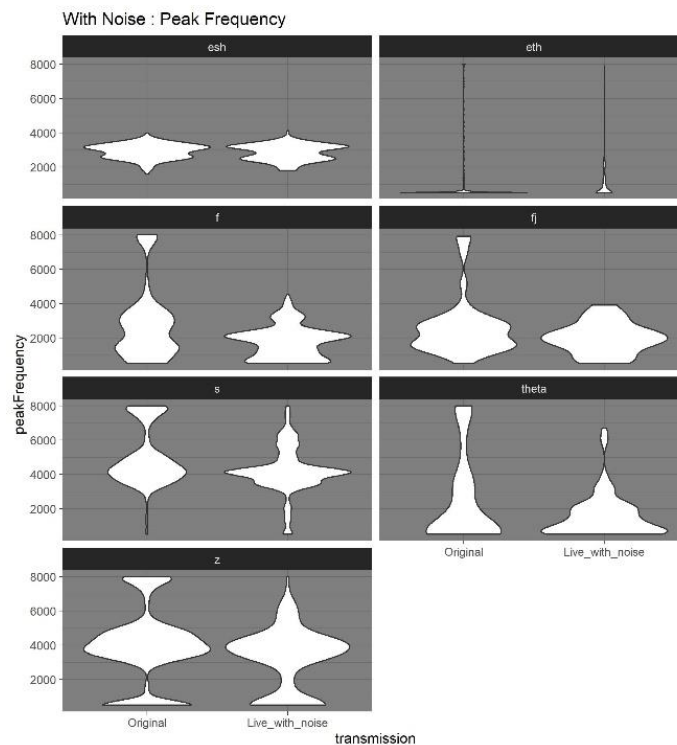 With Noise : Peak Frequency
esh
eth
8000
6000
4000
2000
f
fj
8000
6000
4000
2000
s
theta
8000
6000
4000
2000
Original
Live_with_noise
z
8000
6000
4000
2000
Original
Live_with_noise
peakFrequency
transmission